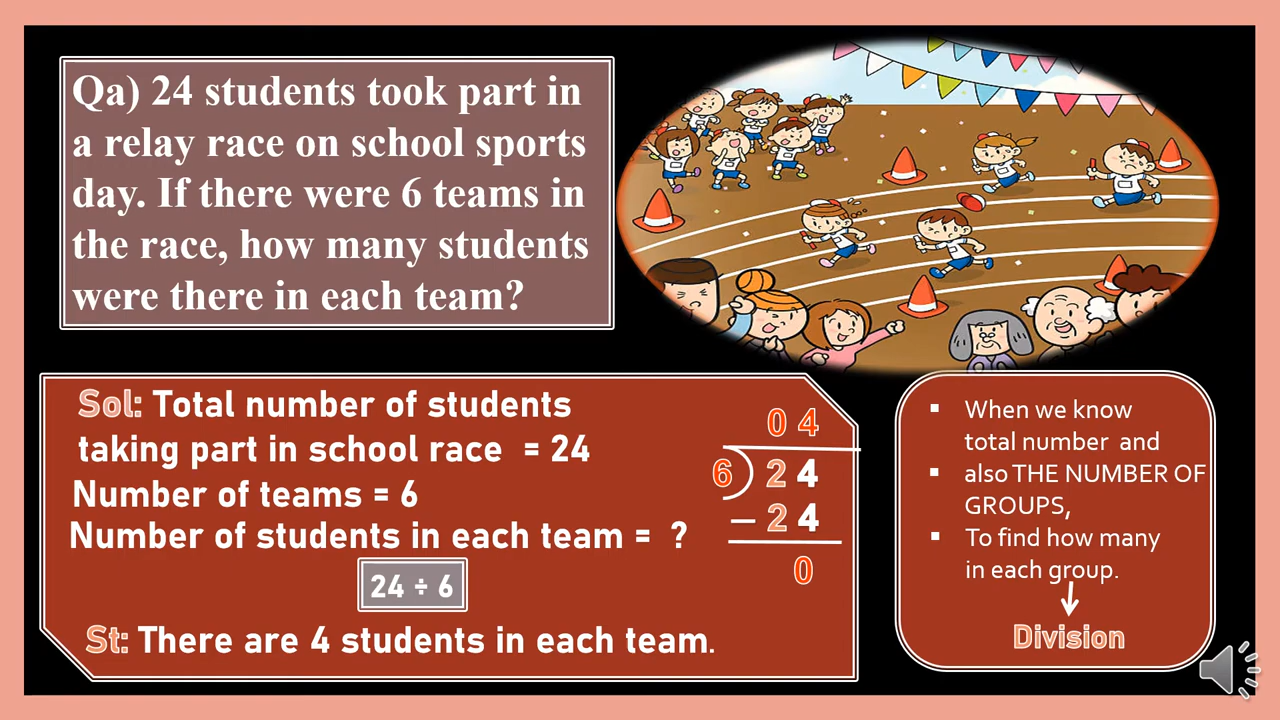 Qa) 24 students took part in
a relay race on school sports
day. If there were 6 teams in
the race, how many students
were there in each team?
Sol: Total number of students
taking part in school race = 24
Number of teams = 6
Number of students in each team = ?
24 ÷ 6
St: There are 4 students in each team.
0 4
6 ) 2 4
– 2 4
0
▪ When we know
total number and
▪ also THE NUMBER OF
GROUPS,
▪ To find how many
in each group.
Division